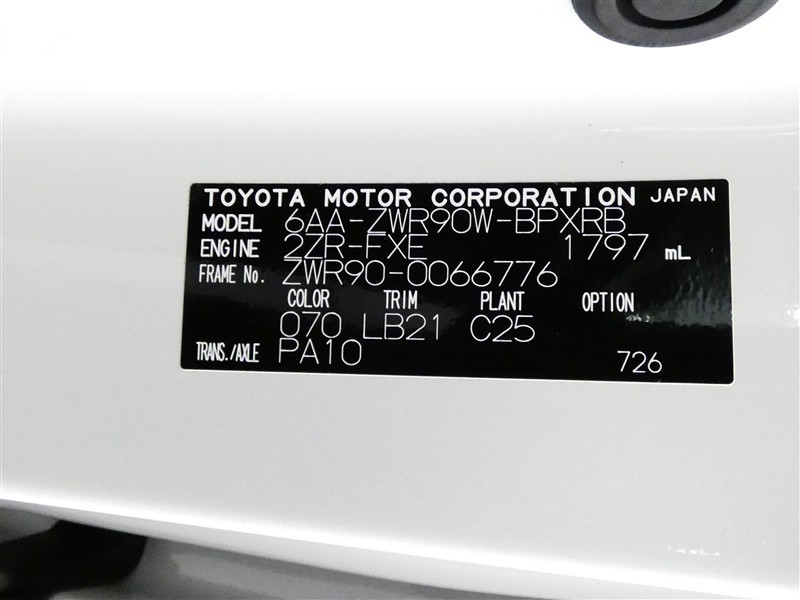 TOYOTA MOTOR CORPORATION JAPAN
MODEL 6AA-ZWR90W-BPXRB
ENGINE 2ZR-FXE 1797 mL
FRAME No. ZWR90-0066776
COLOR TRIM PLANT OPTION
070 LB21 C25
TRANS./AXLE PA10 726